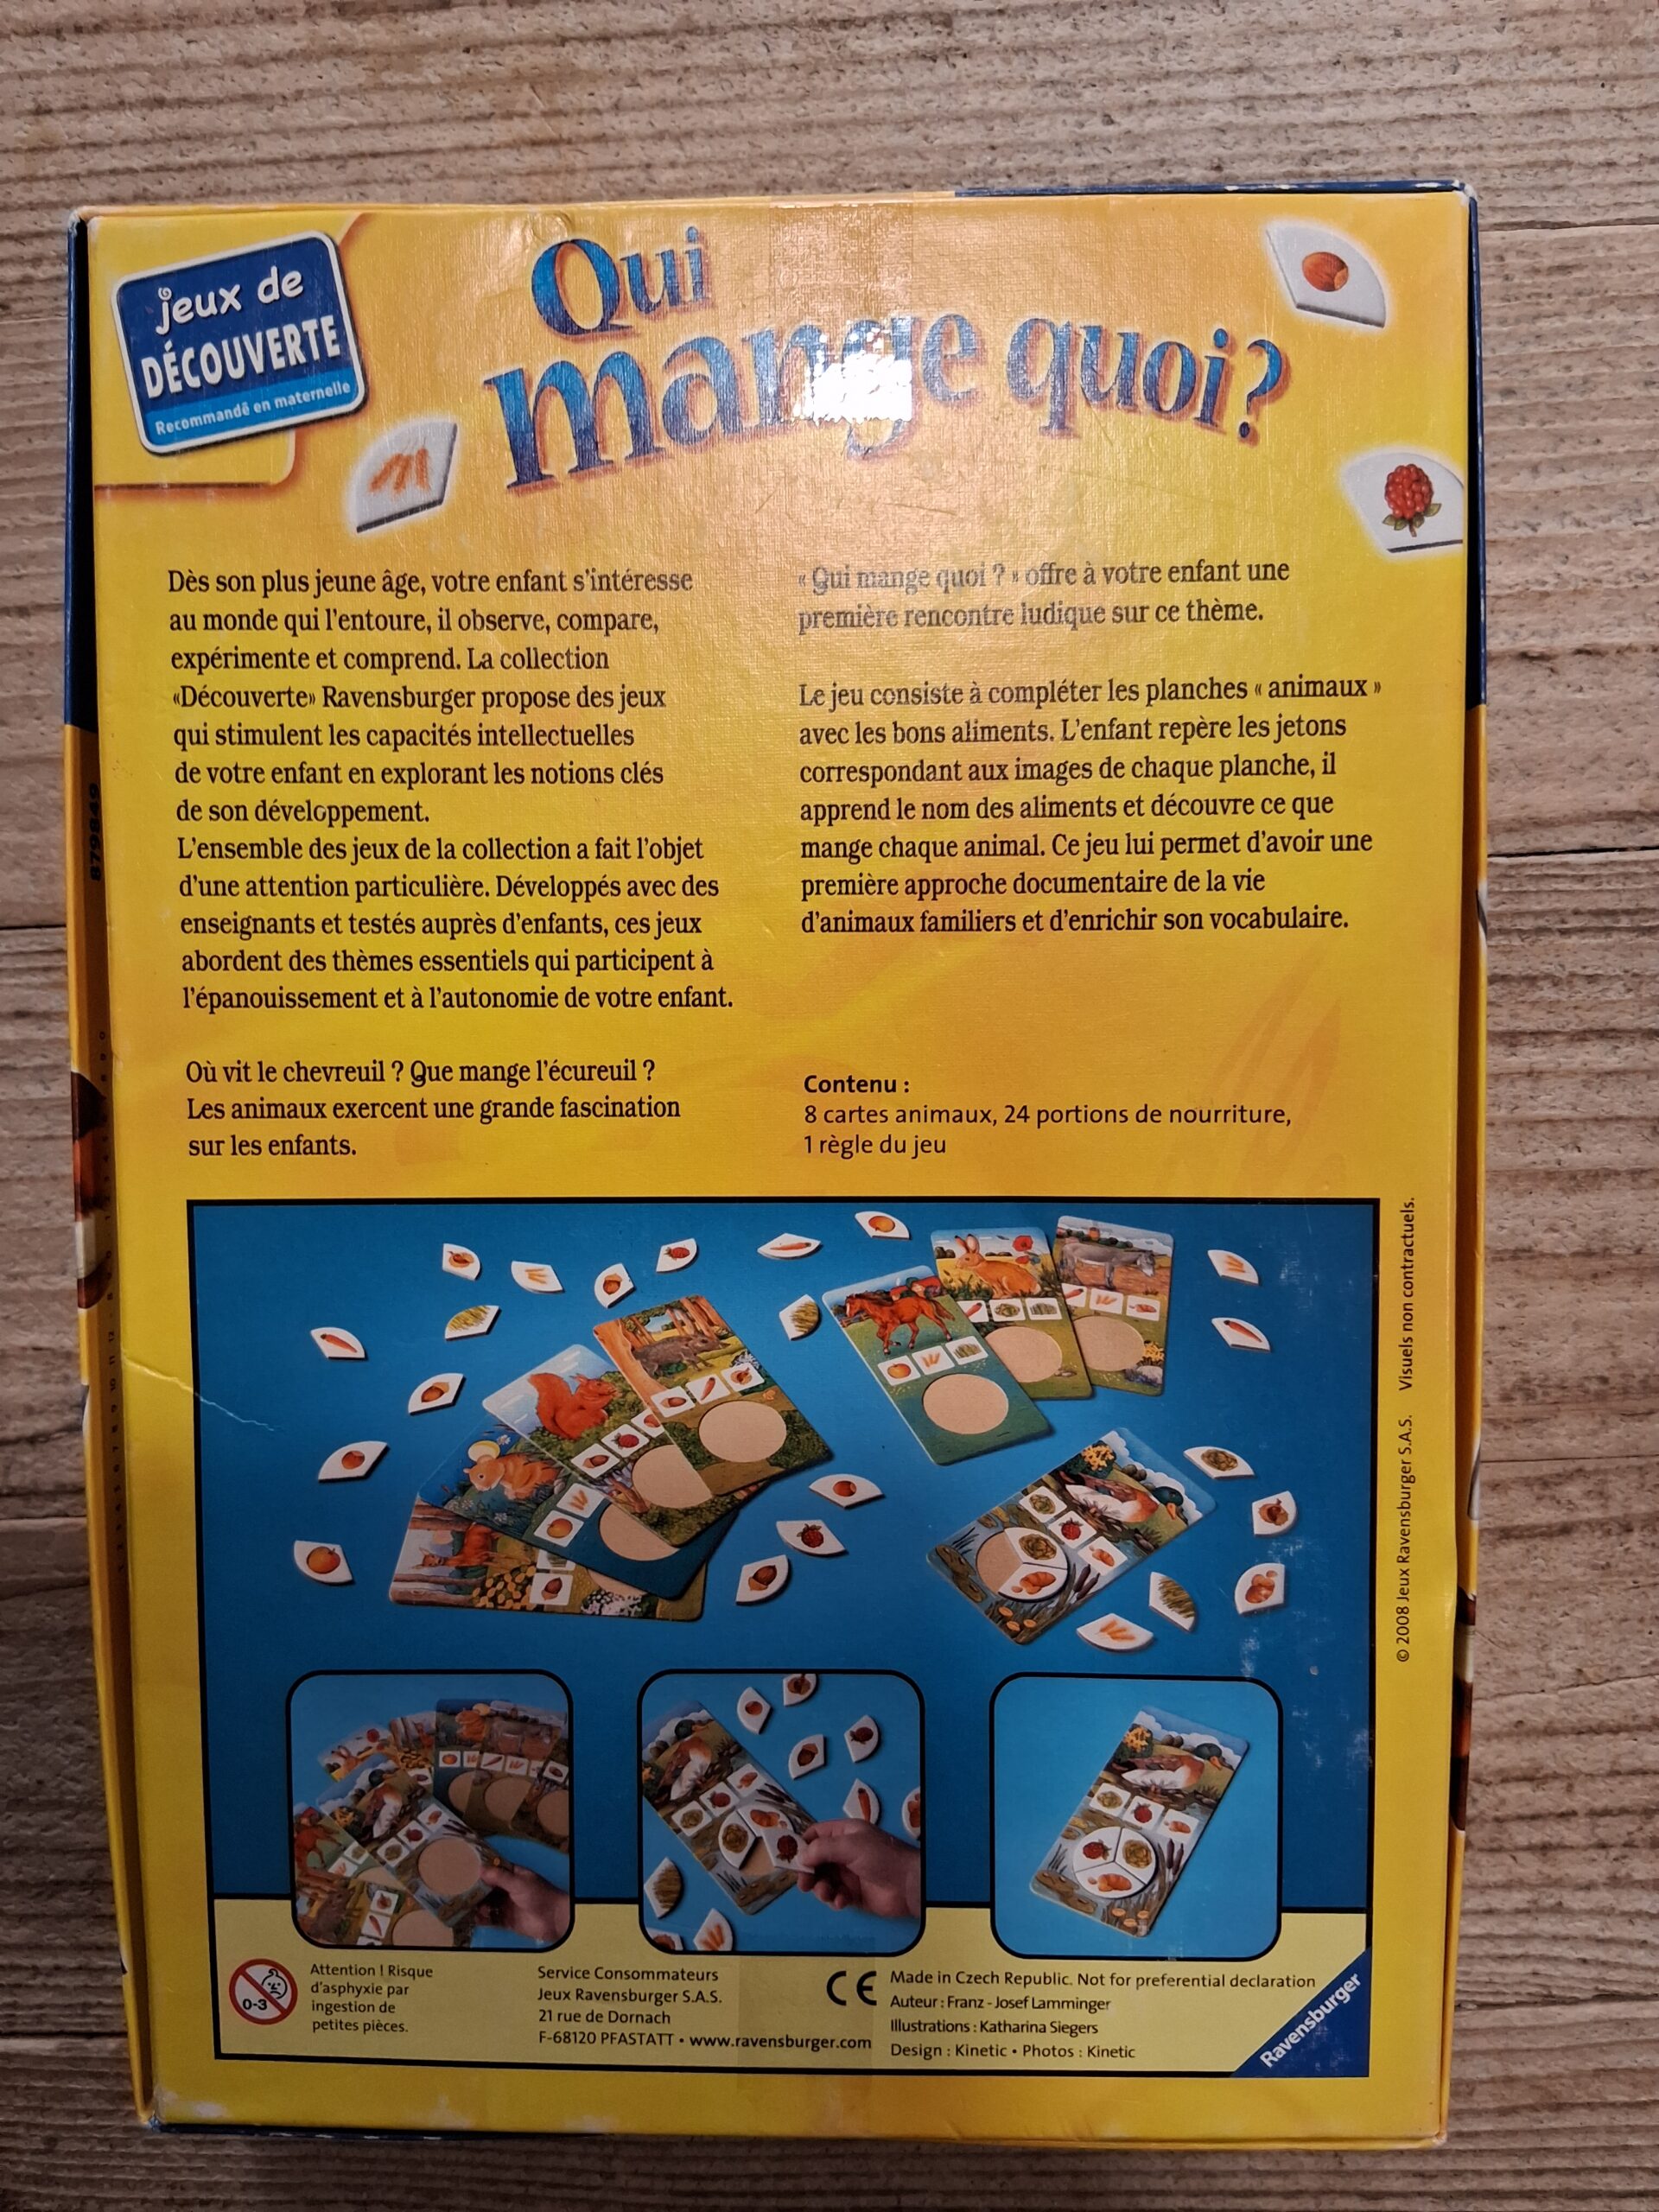 jeux de
DÉCOUVERTE
Recommandé en maternelle
Qui
mange quoi?
Dès son plus jeune âge, votre enfant s'intéresse
au monde qui l'entoure, il observe, compare,
expérimente et comprend. La collection
«Découverte» Ravensburger propose des jeux
qui stimulent les capacités intellectuelles
de votre enfant en explorant les notions clés
de son développement.
L'ensemble des jeux de la collection a fait l'objet
d'une attention particulière. Développés avec des
enseignants et testés auprès d'enfants, ces jeux
abordent des thèmes essentiels qui participent à
l'épanouissement et à l'autonomie de votre enfant.
Où vit le chevreuil ? Que mange l'écureuil ?
Les animaux exercent une grande fascination
sur les enfants.
« Qui mange quoi ? » offre à votre enfant une
première rencontre ludique sur ce thème.
Le jeu consiste à compléter les planches « animaux »
avec les bons aliments. L'enfant repère les jetons
correspondant aux images de chaque planche, il
apprend le nom des aliments et découvre ce que
mange chaque animal. Ce jeu lui permet d'avoir une
première approche documentaire de la vie
d'animaux familiers et d'enrichir son vocabulaire.
Contenu :
8 cartes animaux, 24 portions de nourriture,
1 règle du jeu
© 2008 Jeux Ravensburger S.A.S. Visuels non contractuels.
0-3
Attention ! Risque
d'asphyxie par
ingestion de
petites pièces.
Service Consommateurs
Jeux Ravensburger S.A.S.
21 rue de Dornach
F-68120 PFASTATT • www.ravensburger.com
CE
Made in Czech Republic. Not for preferential declaration
Auteur : Franz - Josef Lamminger
Illustrations : Katharina Siegers
Design : Kinetic • Photos : Kinetic
Ravensburger